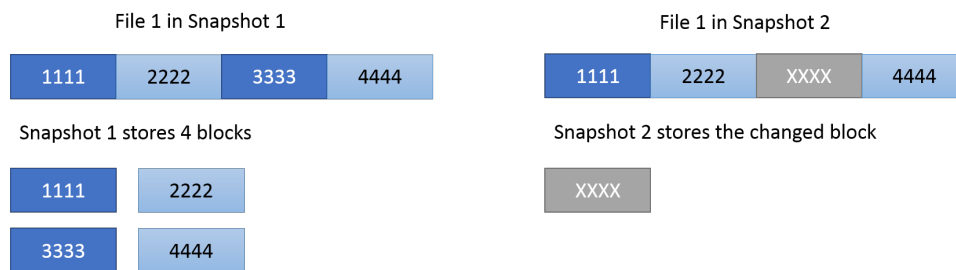 File 1 in Snapshot 1
1111 2222 3333 4444
Snapshot 1 stores 4 blocks
1111 2222
3333 4444
File 1 in Snapshot 2
1111 2222 XXXX 4444
Snapshot 2 stores the changed block
XXXX